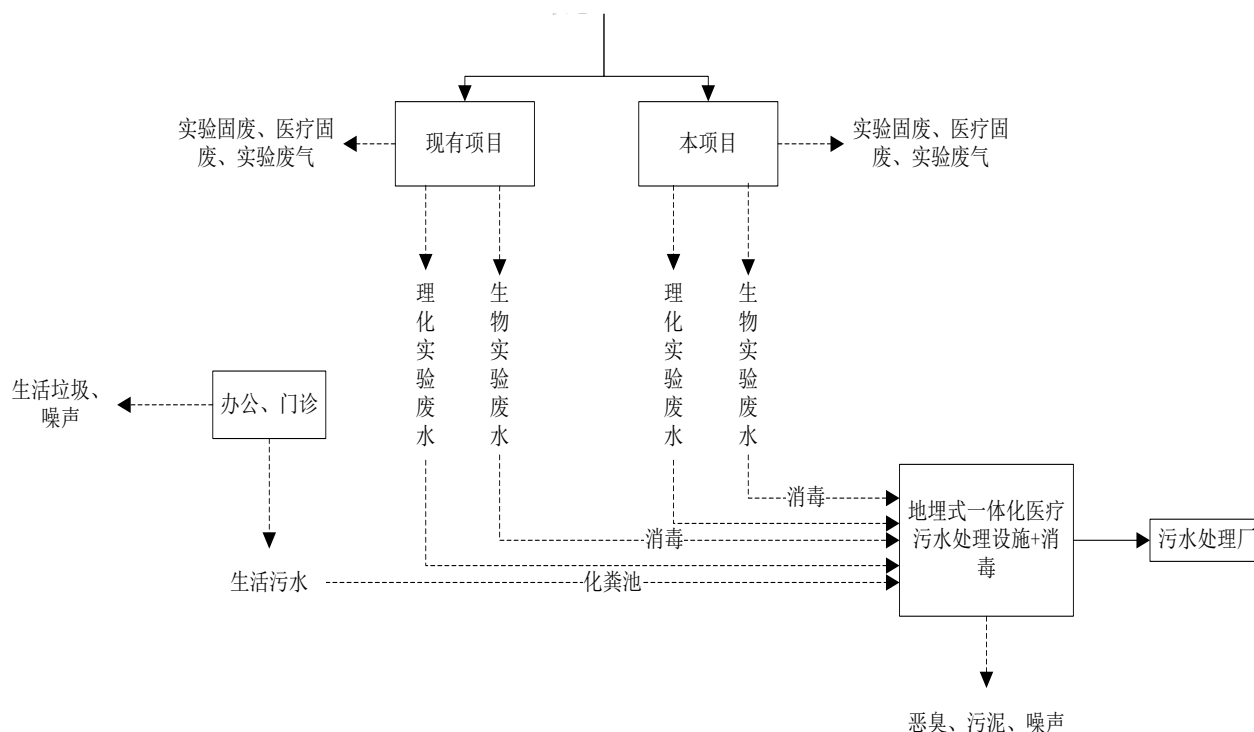 实验固废、医疗固
废、实验废气
现有项目
本项目
实验固废、医疗固
废、实验废气
理化实验废水
生物实验废水
理化实验废水
生物实验废水
生活垃圾、
噪声
办公、门诊
消毒
地埋式一体化医疗
污水处理设施+消
毒
污水处理厂
消毒
生活污水
化粪池
恶臭、污泥、噪声